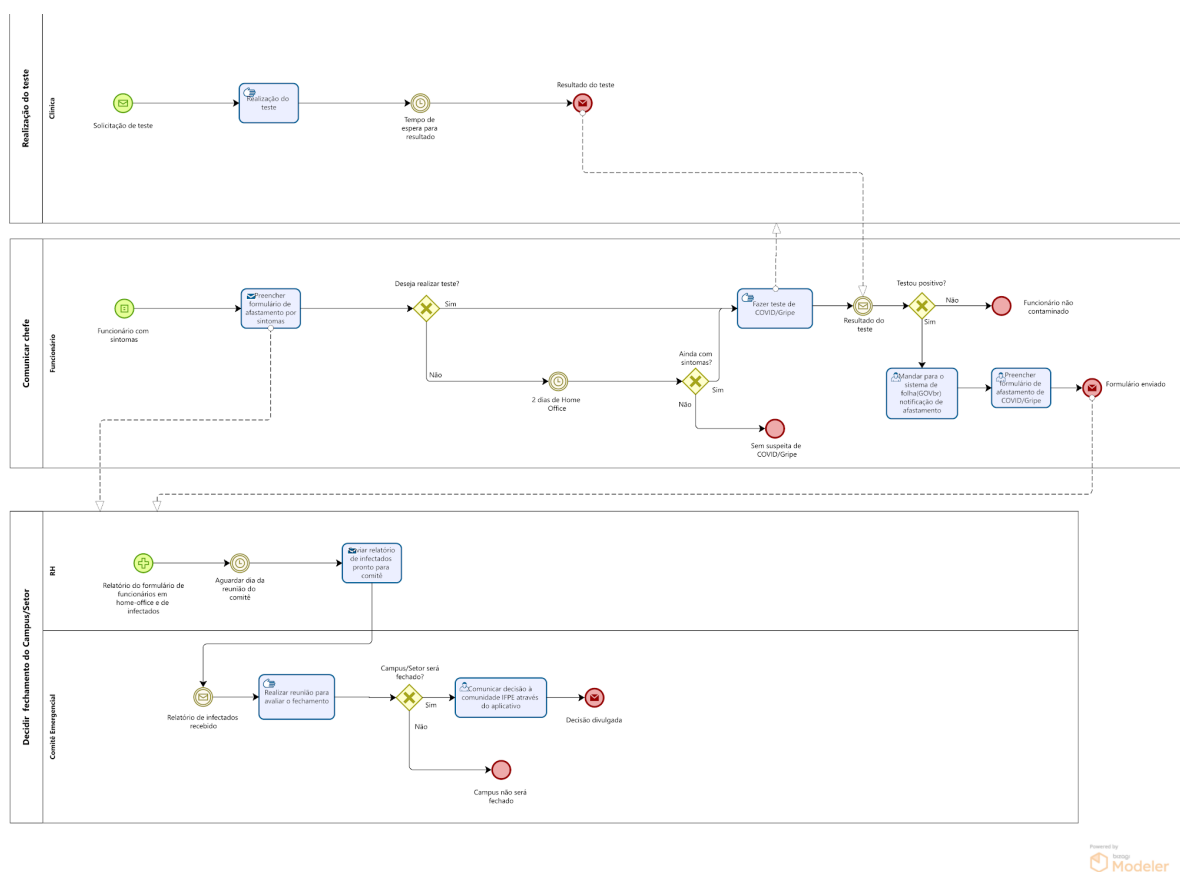 Realização do teste
Clínica
Solicitação de teste
Realização do
teste
Tempo de
espera para
resultado
Resultado do teste
Comunicar chefe
Funcionário
Funcionário com
sintomas
Preencher
formulário de
afastamento por
sintomas
Deseja realizar teste?
Sim
Não
2 dias de Home
Office
Ainda com
sintomas?
Sim
Não
Sem suspeita de
COVID/Gripe
Fazer teste de
COVID/Gripe
Resultado do
teste
Testou positivo?
Não
Sim
Funcionário não
contaminado
Mandar para o
sistema de
folha(GOVbr)
notificação de
afastamento
Preencher
formulário de
afastamento de
COVID/Gripe
Formulário enviado
Decidir fechamento do Campus/Setor
RH
Relatório do formulário de
funcionários em
home-office e de
infectados
Aguardar dia da
reunião do
comitê
Enviar relatório
de infectados
pronto para
comitê
Comitê Emergencial
Relatório de infectados
recebido
Realizar reunião para
avaliar o fechamento
Campus/Setor será
fechado?
Sim
Não
Comunicar decisão à
comunidade IFPE através
do aplicativo
Decisão divulgada
Campus não será
fechado
Powered by
bizagi
Modeler